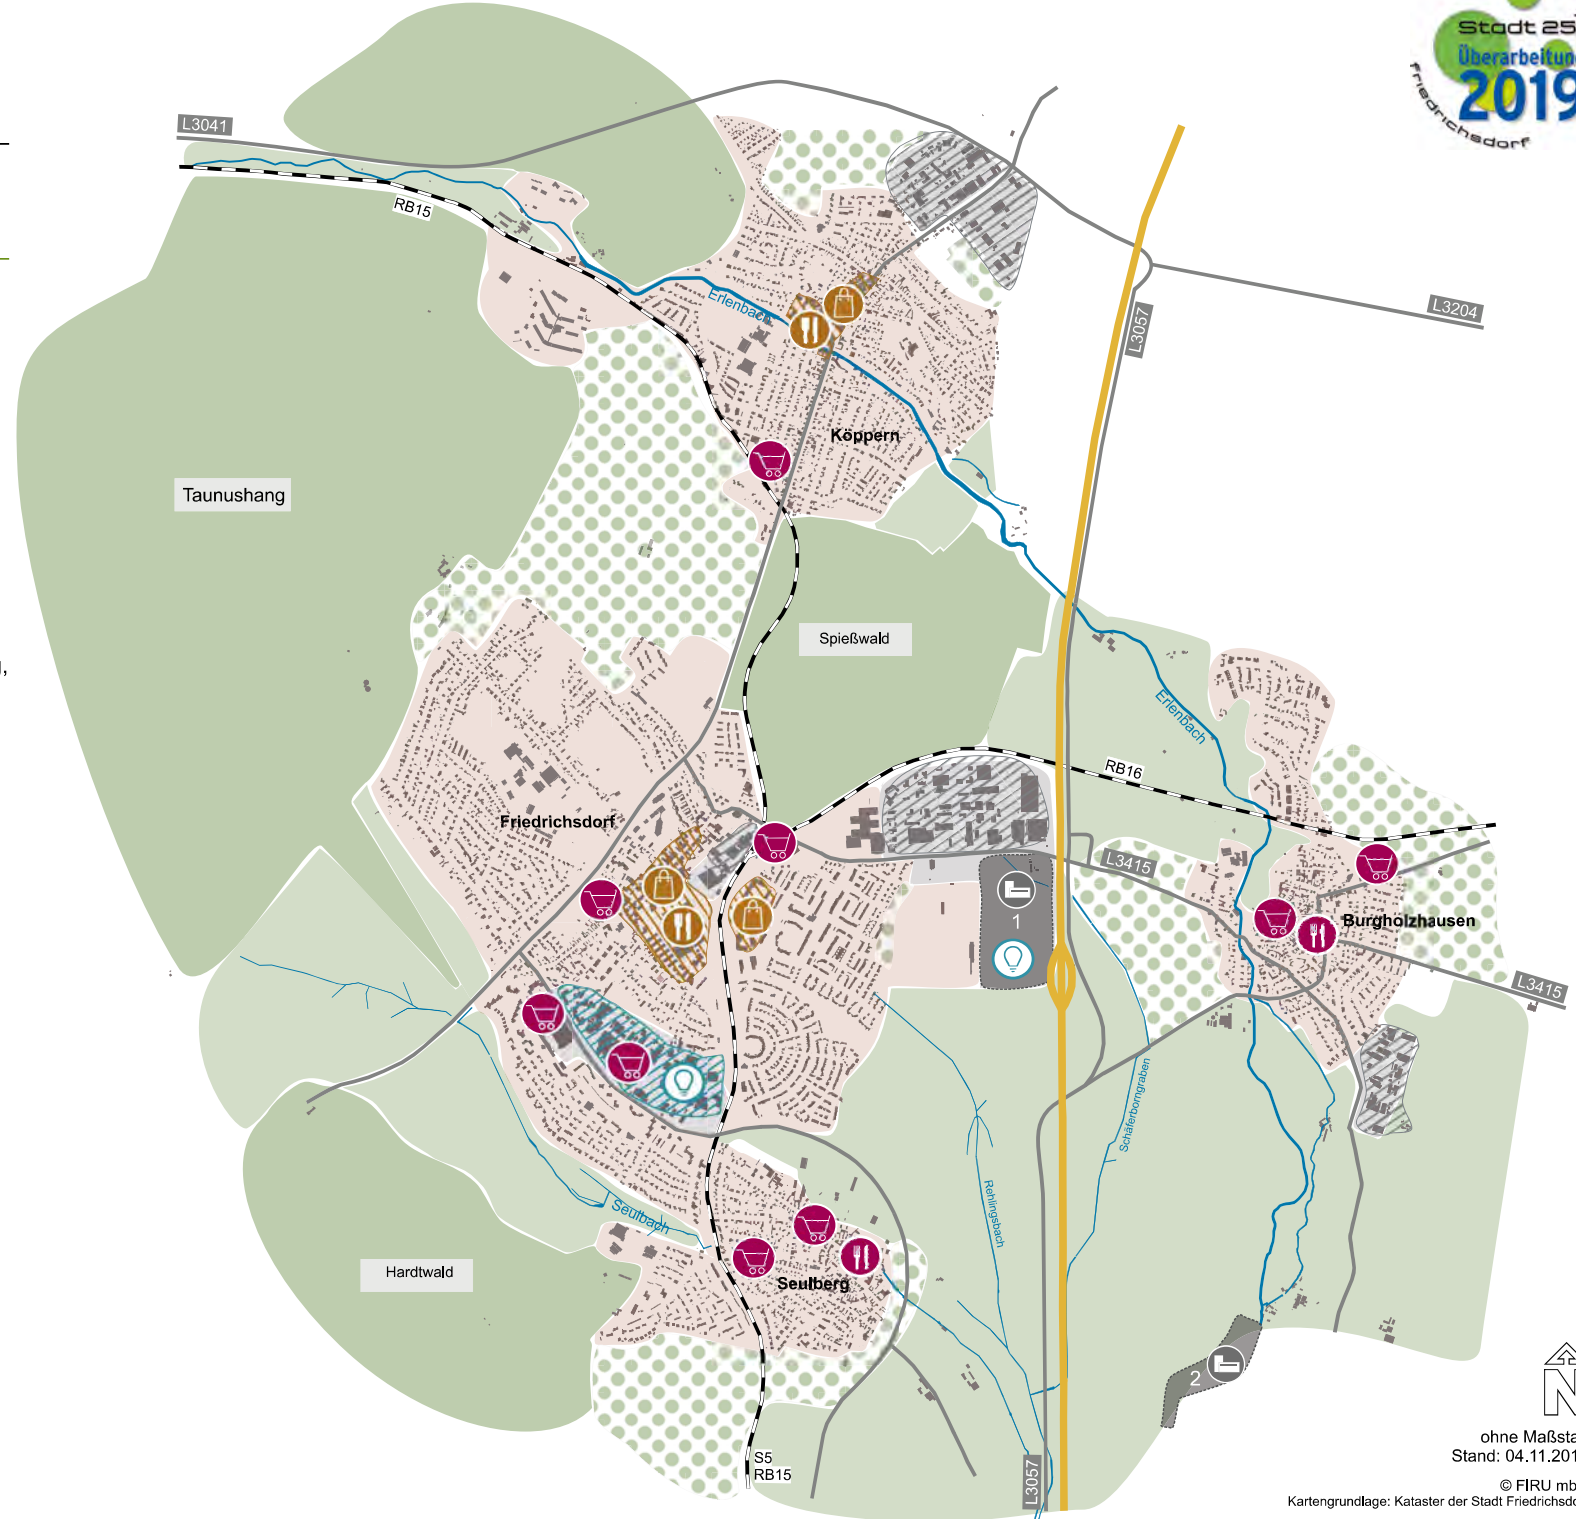 Stadt 25
Überarbeitun
2019
Friedrichsdorf
L3041
RB15
Erlenbach
L3057
L3204
Köppern
Taunushang
Spießwald
g,
Erlenbach
RB16
Friedrichsdorf
L3415
1
Burgholzhausen
L3415
Schäferborngraben
Rehlingsbach
Seulbach
Hardtwald
Seulberg
2
N
S5
RB15
L3057
ohne Maßsta
Stand: 04.11.201
© FIRU mb
Kartengrundlage: Kataster der Stadt Friedrichsdo